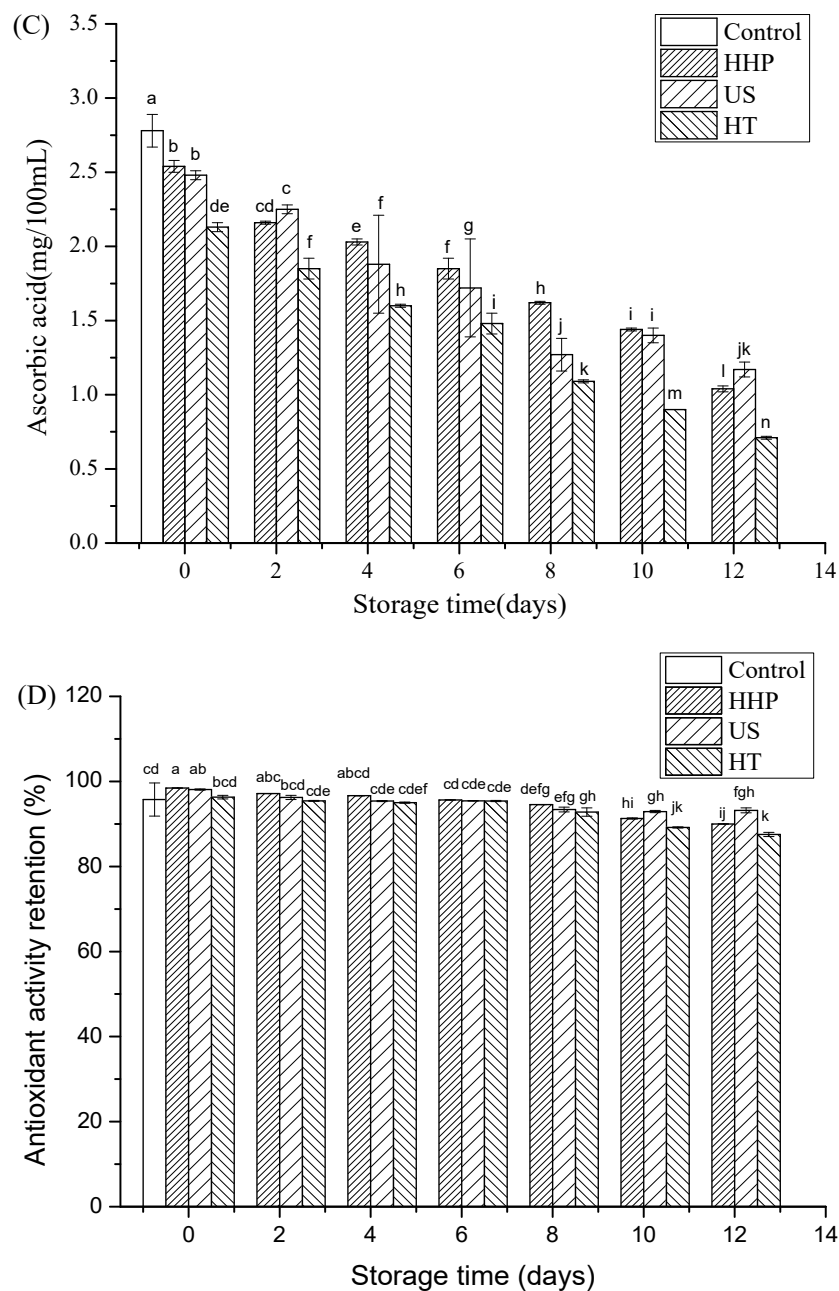 (C)
3.5
3.0
2.5
2.0
1.5
1.0
0.5
0.0
Ascorbic acid(mg/100mL)
Control
HHP
US
HT
a
b b
de
cd c
f
e f
h
f g
i
h
j
k
i i
m
l jk
n
0 2 4 6 8 10 12 14
Storage time(days)
(D)
120
100
80
60
40
20
0
Antioxidant activity retention (%)
Control
HHP
US
HT
cd a ab bcd
abc bcd cde
abcd cde cdef
cd cde cde
defg efg gh
hi gh jk
ij fgh k
0 2 4 6 8 10 12 14
Storage time (days)